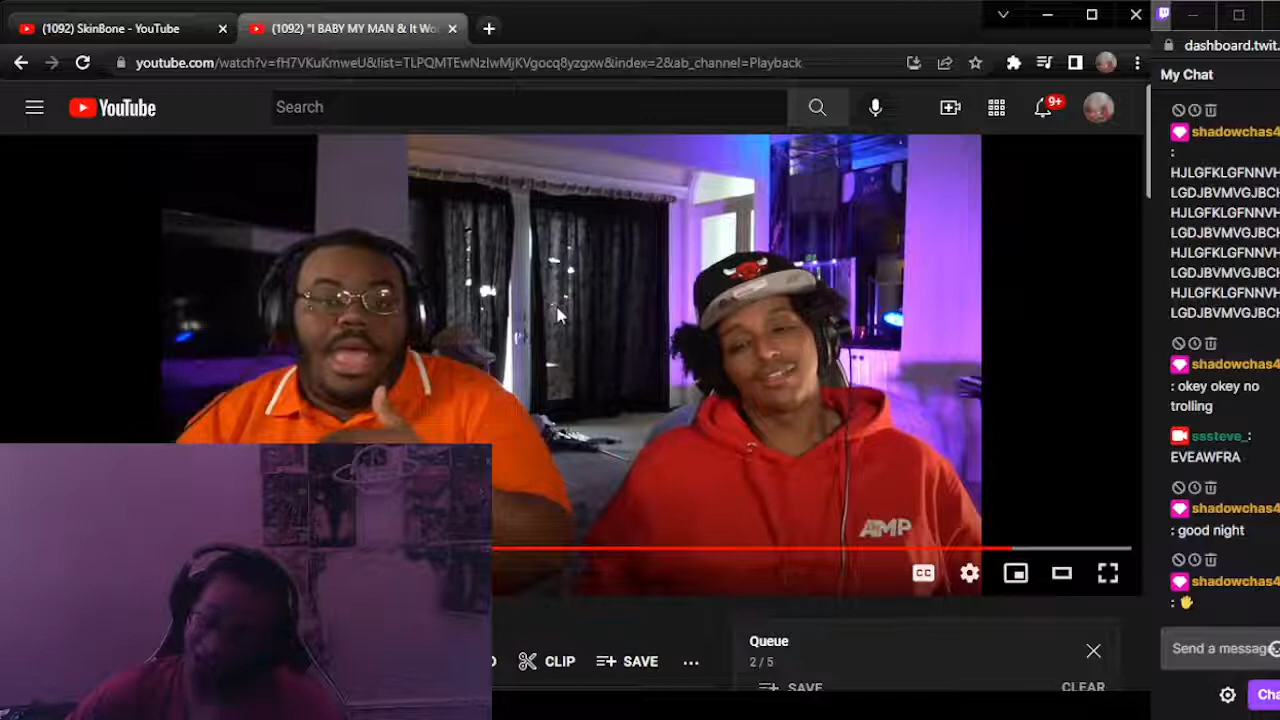 (1092) SkinBone - YouTube
(1092) "I BABY MY MAN & It Wo
youtube.com/watch?v=fH7VKuKmweU&list=TLPQMTEwNzIwMjKVgocq8yzgxw&index=2&ab_channel=Playback
dashboard.twit
My Chat
YouTube
Search
9+
shadowchas4
:
HJLGFKLGFNNVH
LGDJBVMVGJBCH
HJLGFKLGFNNVH
LGDJBVMVGJBCH
HJLGFKLGFNNVH
LGDJBVMVGJBCH
HJLGFKLGFNNVH
LGDJBVMVGJBCH
shadowchas4
: okey okey no
trolling
sssteve_:
EVEAWFRA
shadowchas4
: good night
shadowchas4
: 🖐
AMP
CC
CLIP
SAVE
Queue
2 / 5
SAVE
CLEAR
Send a message
Cha